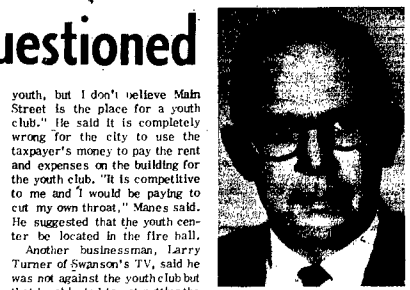 uestioned
youth, but I don't believe Main
Street is the place for a youth
club." He said it is completely
wrong for the city to use the
taxpayer's money to pay the rent
and expenses on the building for
the youth club. "It is competitive
to me and I would be paying to
cut my own throat," Manes said.
He suggested that the youth cen-
ter be located in the fire hall.
Another businessman, Larry
Turner of Swanson's TV, said he
was not against the youth club but